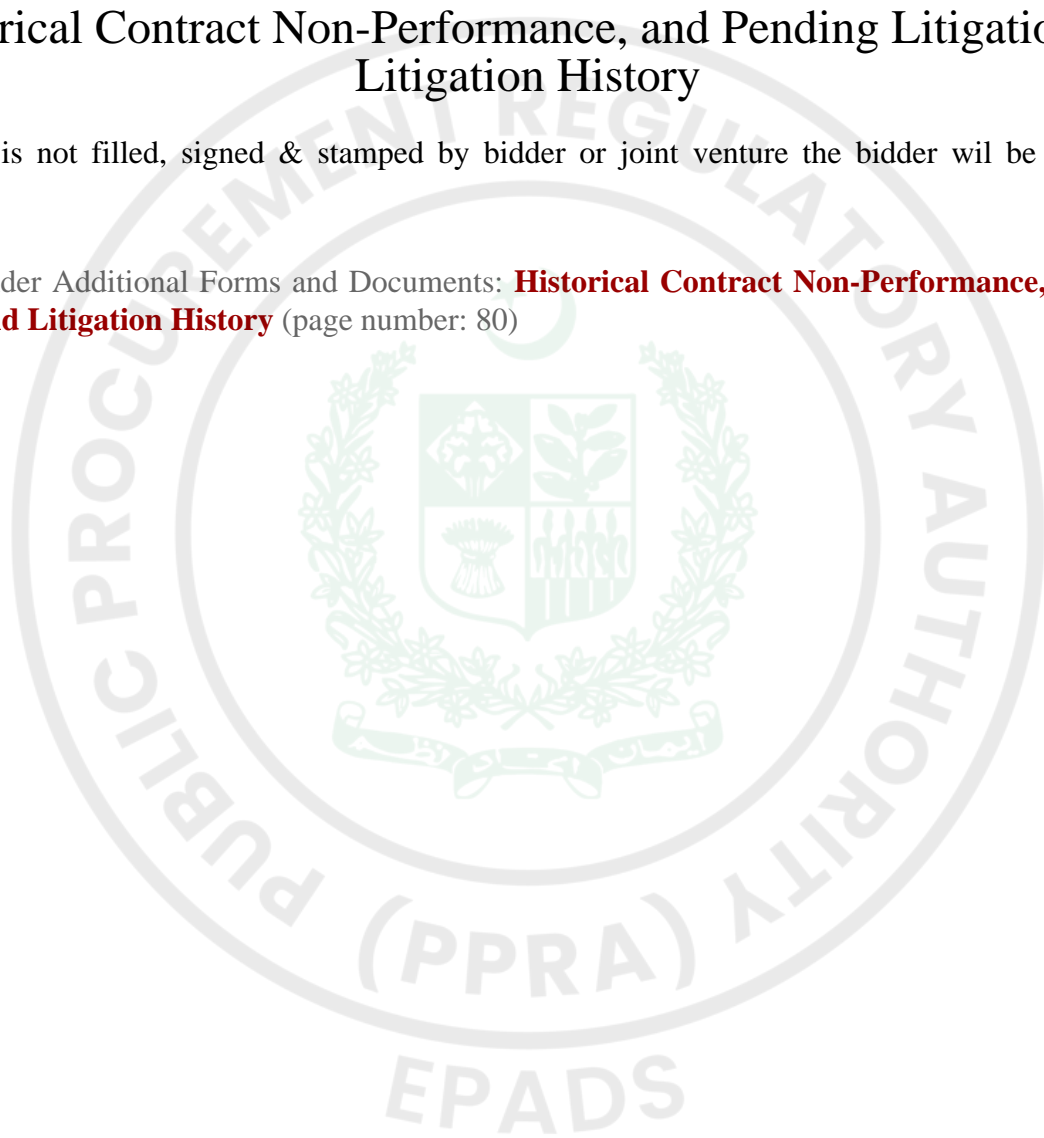 rical Contract Non-Performance, and Pending Litigatio
Litigation History
is not filled, signed & stamped by bidder or joint venture the bidder wil be
der Additional Forms and Documents: Historical Contract Non-Performance,
d Litigation History (page number: 80)
PUBLIC PROCUREMENT REGULATORY AUTHORITY
(PPRA)
EPADS